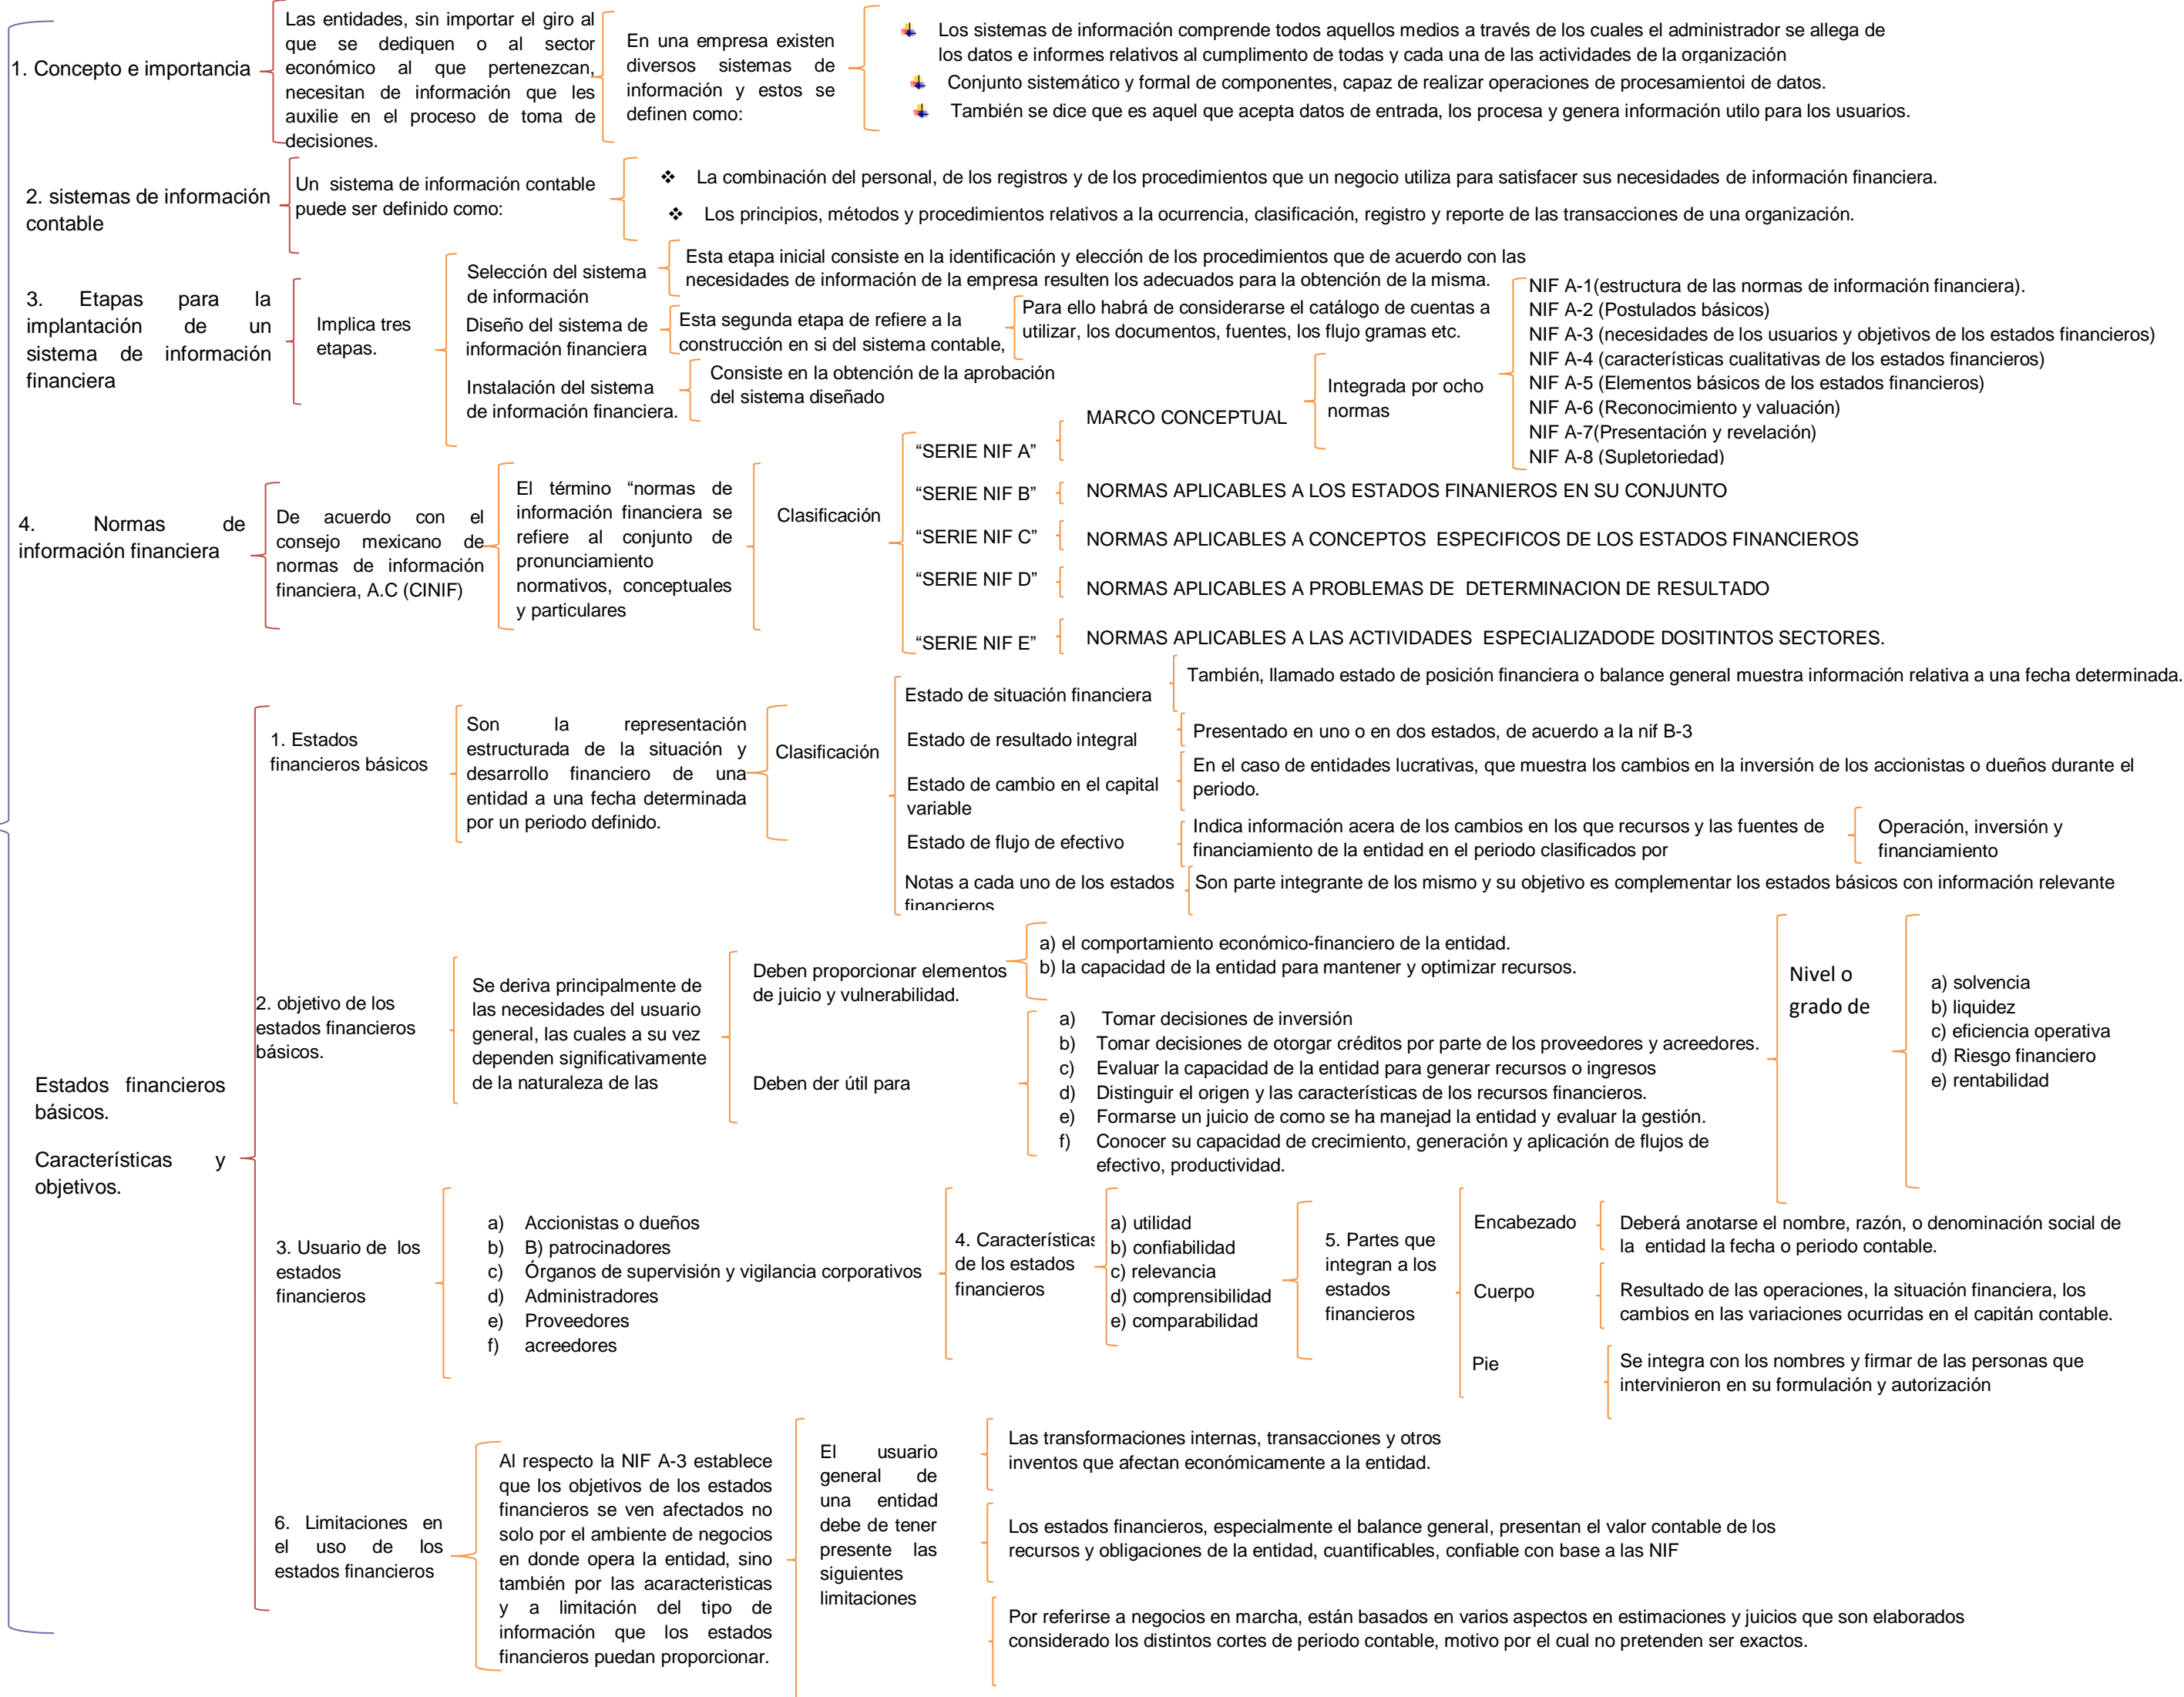 1. Concepto e importancia
Las entidades, sin importar el giro al
que se dediquen o al sector
económico al que pertenezcan,
necesitan de información que les
auxilie en el proceso de toma de
decisiones.
En una empresa existen
diversos sistemas de
información y estos se
definen como:
Los sistemas de información comprende todos aquellos medios a través de los cuales el administrador se allega de
los datos e informes relativos al cumplimento de todas y cada una de las actividades de la organización
Conjunto sistemático y formal de componentes, capaz de realizar operaciones de procesamientoi de datos.
También se dice que es aquel que acepta datos de entrada, los procesa y genera información utilo para los usuarios.
2. sistemas de información
contable
Un sistema de información contable
puede ser definido como:
❖ La combinación del personal, de los registros y de los procedimientos que un negocio utiliza para satisfacer sus necesidades de información financiera.
❖ Los principios, métodos y procedimientos relativos a la ocurrencia, clasificación, registro y reporte de las transacciones de una organización.
3. Etapas para la
implantación de un
sistema de información
financiera
Implica tres
etapas.
Selección del sistema
de información
Esta etapa inicial consiste en la identificación y elección de los procedimientos que de acuerdo con las
necesidades de información de la empresa resulten los adecuados para la obtención de la misma.
Diseño del sistema de
información financiera
Esta segunda etapa de refiere a la
construcción en si del sistema contable,
Para ello habrá de considerarse el catálogo de cuentas a
utilizar, los documentos, fuentes, los flujo gramas etc.
Instalación del sistema
de información financiera.
Consiste en la obtención de la aprobación
del sistema diseñado
4. Normas de
información financiera
De acuerdo con el
consejo mexicano de
normas de información
financiera, A.C (CINIF)
El término “normas de
información financiera se
refiere al conjunto de
pronunciamiento
normativos, conceptuales
y particulares
Clasificación
“SERIE NIF A”
MARCO CONCEPTUAL
Integrada por ocho
normas
NIF A-1(estructura de las normas de información financiera).
NIF A-2 (Postulados básicos)
NIF A-3 (necesidades de los usuarios y objetivos de los estados financieros)
NIF A-4 (características cualitativas de los estados financieros)
NIF A-5 (Elementos básicos de los estados financieros)
NIF A-6 (Reconocimiento y valuación)
NIF A-7(Presentación y revelación)
NIF A-8 (Supletoriedad)
“SERIE NIF B”
NORMAS APLICABLES A LOS ESTADOS FINANIEROS EN SU CONJUNTO
“SERIE NIF C”
NORMAS APLICABLES A CONCEPTOS ESPECIFICOS DE LOS ESTADOS FINANCIEROS
“SERIE NIF D”
NORMAS APLICABLES A PROBLEMAS DE DETERMINACION DE RESULTADO
“SERIE NIF E”
NORMAS APLICABLES A LAS ACTIVIDADES ESPECIALIZADODE DOSITINTOS SECTORES.
Estados financieros
básicos.
Características y
objetivos.
1. Estados
financieros básicos
Son la representación
estructurada de la situación y
desarrollo financiero de una
entidad a una fecha determinada
por un periodo definido.
Clasificación
Estado de situación financiera
También, llamado estado de posición financiera o balance general muestra información relativa a una fecha determinada.
Estado de resultado integral
Presentado en uno o en dos estados, de acuerdo a la nif B-3
Estado de cambio en el capital
variable
En el caso de entidades lucrativas, que muestra los cambios en la inversión de los accionistas o dueños durante el
periodo.
Estado de flujo de efectivo
Indica información acera de los cambios en los que recursos y las fuentes de
financiamiento de la entidad en el periodo clasificados por
Operación, inversión y
financiamiento
Notas a cada uno de los estados
financieros
Son parte integrante de los mismo y su objetivo es complementar los estados básicos con información relevante
2. objetivo de los
estados financieros
básicos.
Se deriva principalmente de
las necesidades del usuario
general, las cuales a su vez
dependen significativamente
de la naturaleza de las
Deben proporcionar elementos
de juicio y vulnerabilidad.
a) el comportamiento económico-financiero de la entidad.
b) la capacidad de la entidad para mantener y optimizar recursos.
Deben der útil para
a) Tomar decisiones de inversión
b) Tomar decisiones de otorgar créditos por parte de los proveedores y acreedores.
c) Evaluar la capacidad de la entidad para generar recursos o ingresos
d) Distinguir el origen y las características de los recursos financieros.
e) Formarse un juicio de como se ha manejad la entidad y evaluar la gestión.
f) Conocer su capacidad de crecimiento, generación y aplicación de flujos de
efectivo, productividad.
Nivel o
grado de
a) solvencia
b) liquidez
c) eficiencia operativa
d) Riesgo financiero
e) rentabilidad
3. Usuario de los
estados
financieros
a) Accionistas o dueños
b) B) patrocinadores
c) Órganos de supervisión y vigilancia corporativos
d) Administradores
e) Proveedores
f) acreedores
4. Características
de los estados
financieros
a) utilidad
b) confiabilidad
c) relevancia
d) comprensibilidad
e) comparabilidad
5. Partes que
integran a los
estados
financieros
Encabezado
Deberá anotarse el nombre, razón, o denominación social de
la entidad la fecha o periodo contable.
Cuerpo
Resultado de las operaciones, la situación financiera, los
cambios en las variaciones ocurridas en el capitán contable.
Pie
Se integra con los nombres y firmar de las personas que
intervinieron en su formulación y autorización
6. Limitaciones en
el uso de los
estados financieros
Al respecto la NIF A-3 establece
que los objetivos de los estados
financieros se ven afectados no
solo por el ambiente de negocios
en donde opera la entidad, sino
también por las acaracteristicas
y a limitación del tipo de
información que los estados
financieros puedan proporcionar.
El usuario
general de
una entidad
debe de tener
presente las
siguientes
limitaciones
Las transformaciones internas, transacciones y otros
inventos que afectan económicamente a la entidad.
Los estados financieros, especialmente el balance general, presentan el valor contable de los
recursos y obligaciones de la entidad, cuantificables, confiable con base a las NIF
Por referirse a negocios en marcha, están basados en varios aspectos en estimaciones y juicios que son elaborados
considerado los distintos cortes de periodo contable, motivo por el cual no pretenden ser exactos.